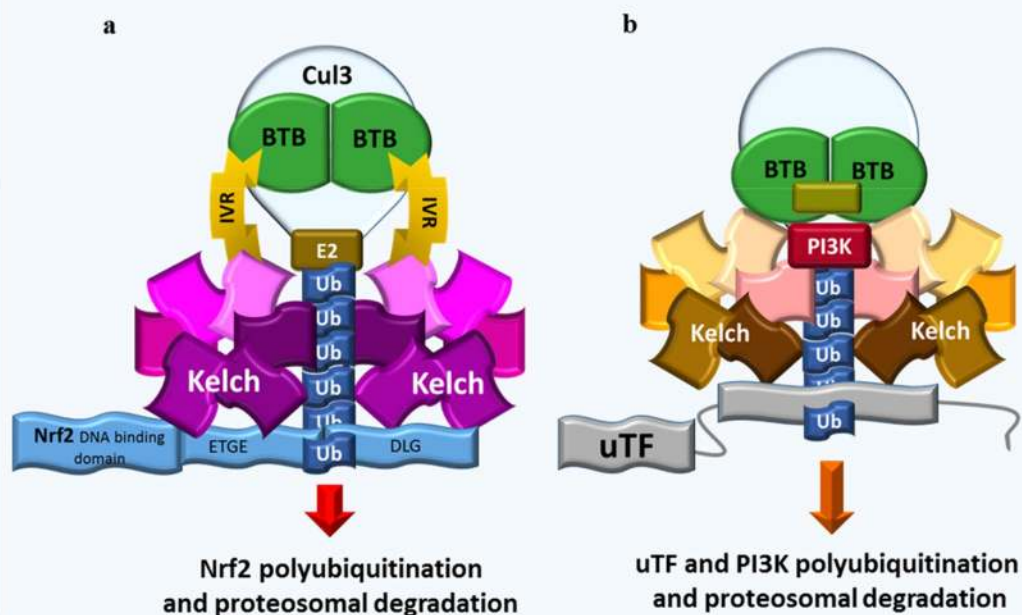 a
Cul3
BTB BTB
IVR IVR
E2
Ub
Ub
Ub
Ub
Ub
Ub
Kelch Kelch
Nrf2 DNA binding
domain
ETGE
DLG
Nrf2 polyubiquitination
and proteosomal degradation
b
BTB BTB
PI3K
Ub
Ub
Ub
Kelch Kelch
Ub
uTF
uTF and PI3K polyubiquitination
and proteosomal degradation